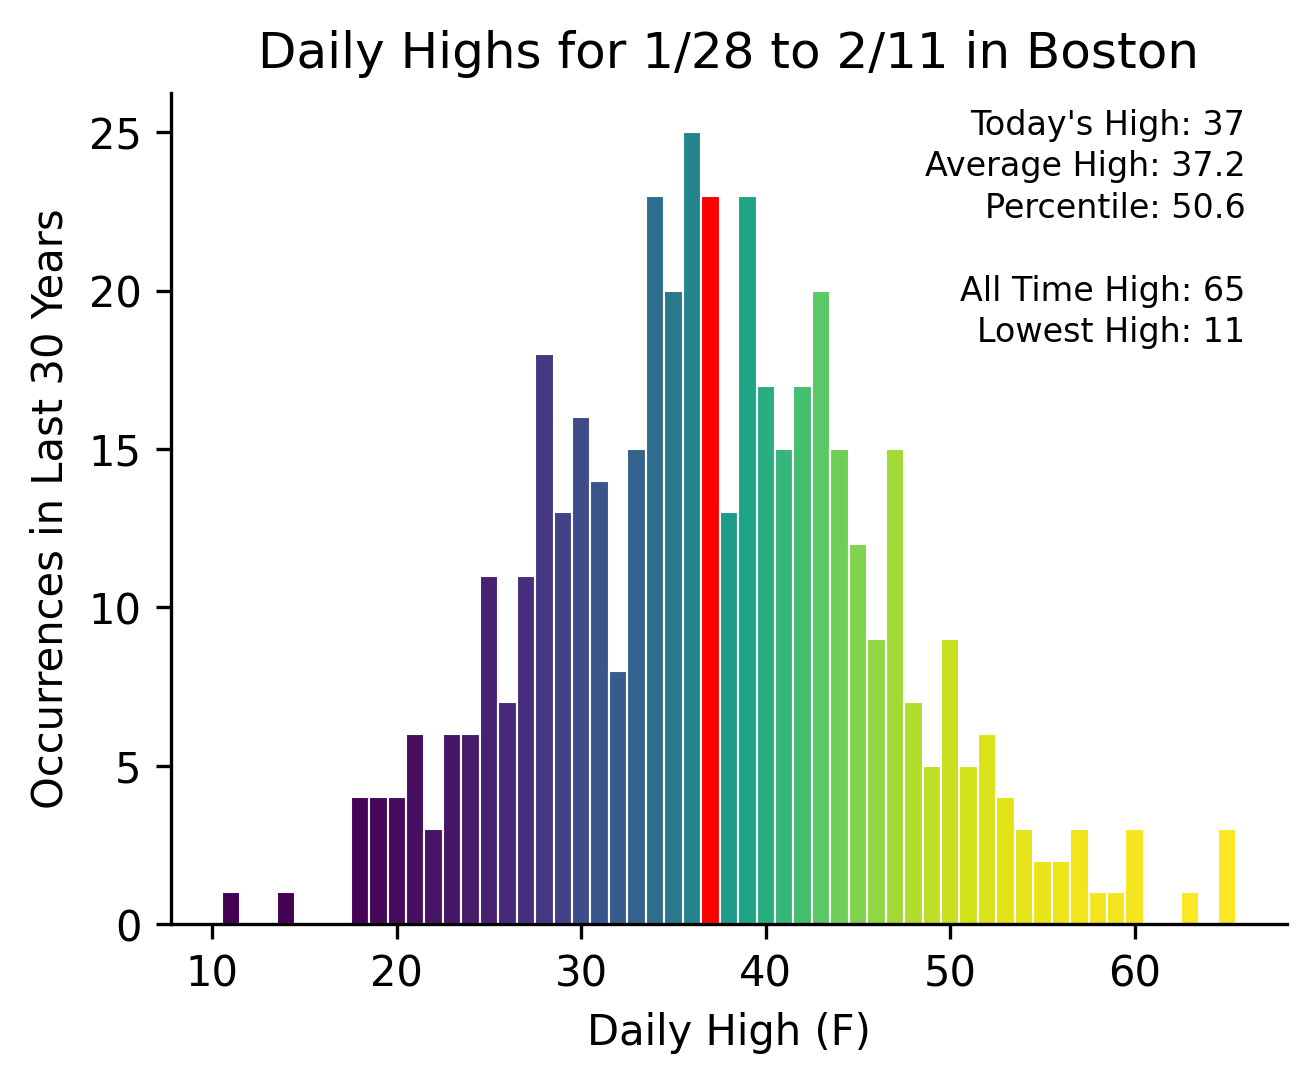 Daily Highs for 1/28 to 2/11 in Boston
Today's High: 37
Average High: 37.2
Percentile: 50.6
All Time High: 65
Lowest High: 11
Occurrences in Last 30 Years
25
20
15
10
5
0
10 20 30 40 50 60
Daily High (F)